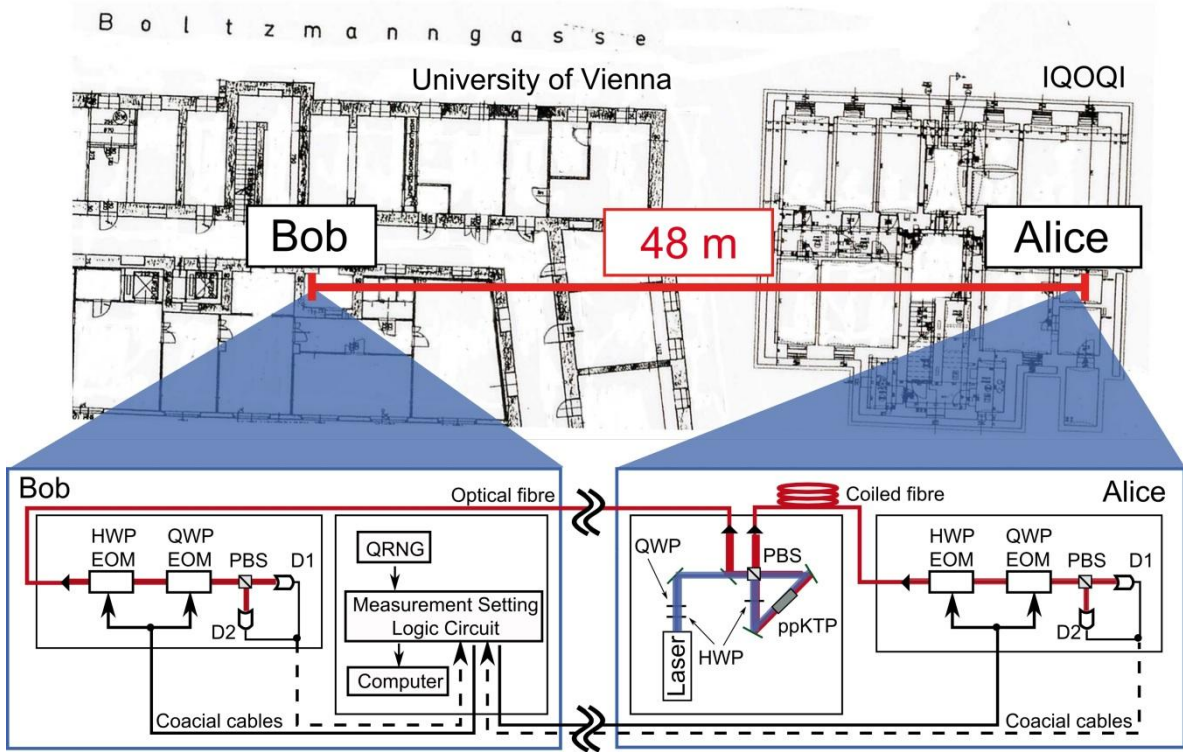 Boltzmanngasse
University of Vienna
IQOQI
Bob
48 m
Alice
Bob
Optical fibre
HWP
EOM
QWP
EOM
PBS
D1
D2
QRNG
Measurement Setting
Logic Circuit
Computer
Coacial cables
Coiled fibre
Alice
QWP
PBS
ppKTP
HWP
Laser
HWP
EOM
QWP
EOM
PBS
D1
D2
Coacial cables